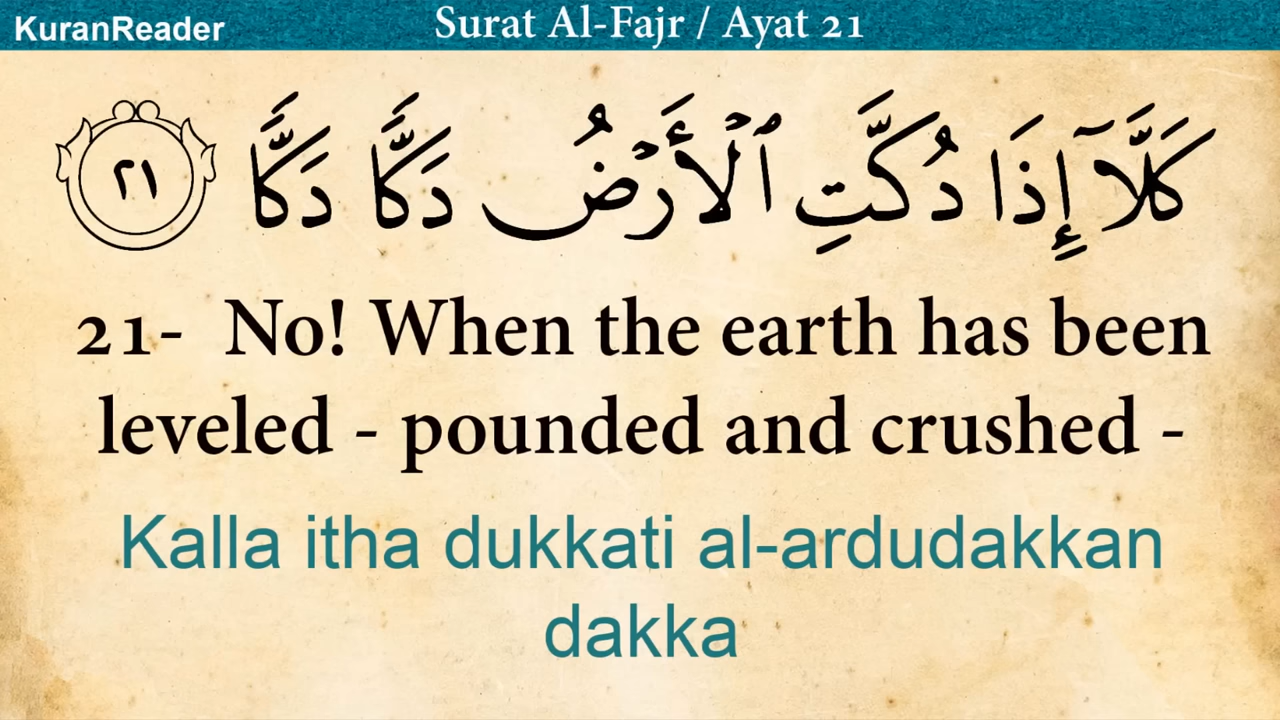 KuranReader
Surat Al-Fajr / Ayat 21
كَلَّآ إِذَا دُكَّتِ ٱلْأَرْضُ دَكًّا دَكًّا ٢١
21- No! When the earth has been
leveled - pounded and crushed -
Kalla itha dukkati al-ardudakkan
dakka